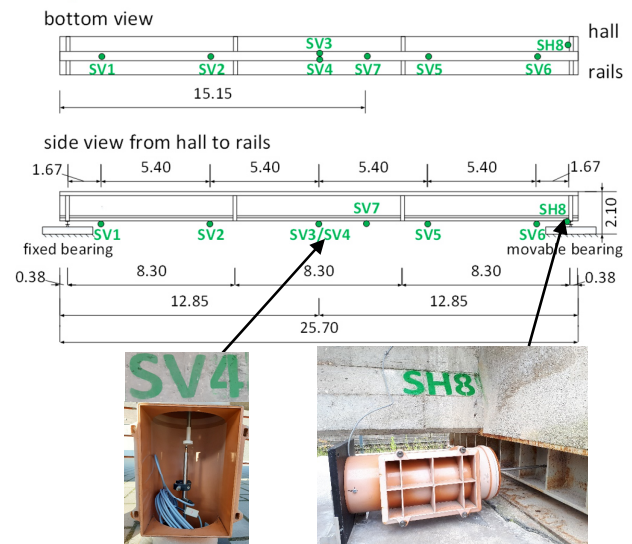 bottom view
hall
SV3
SH8
SV1
SV2
SV4
SV7
SV5
SV6
rails
15.15
side view from hall to rails
1.67
5.40
5.40
5.40
5.40
1.67
SV7
SH8
2.10
SV1
SV2
SV3/SV4
SV5
SV6
fixed bearing
movable bearing
0.38
8.30
8.30
8.30
0.38
12.85
12.85
25.70
SV4
SH8